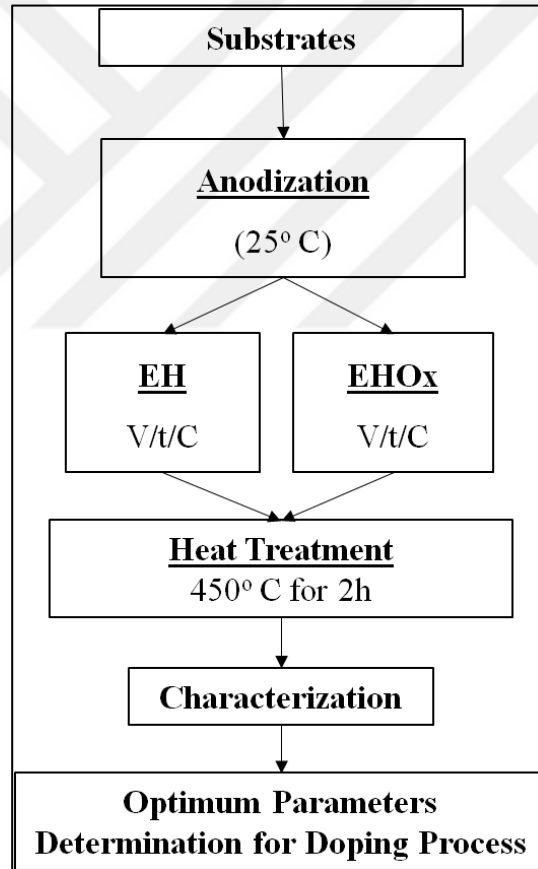 Substrates
Anodization
(25° C)
EH
V/t/C
EHOx
V/t/C
Heat Treatment
450° C for 2h
Characterization
Optimum Parameters
Determination for Doping Process